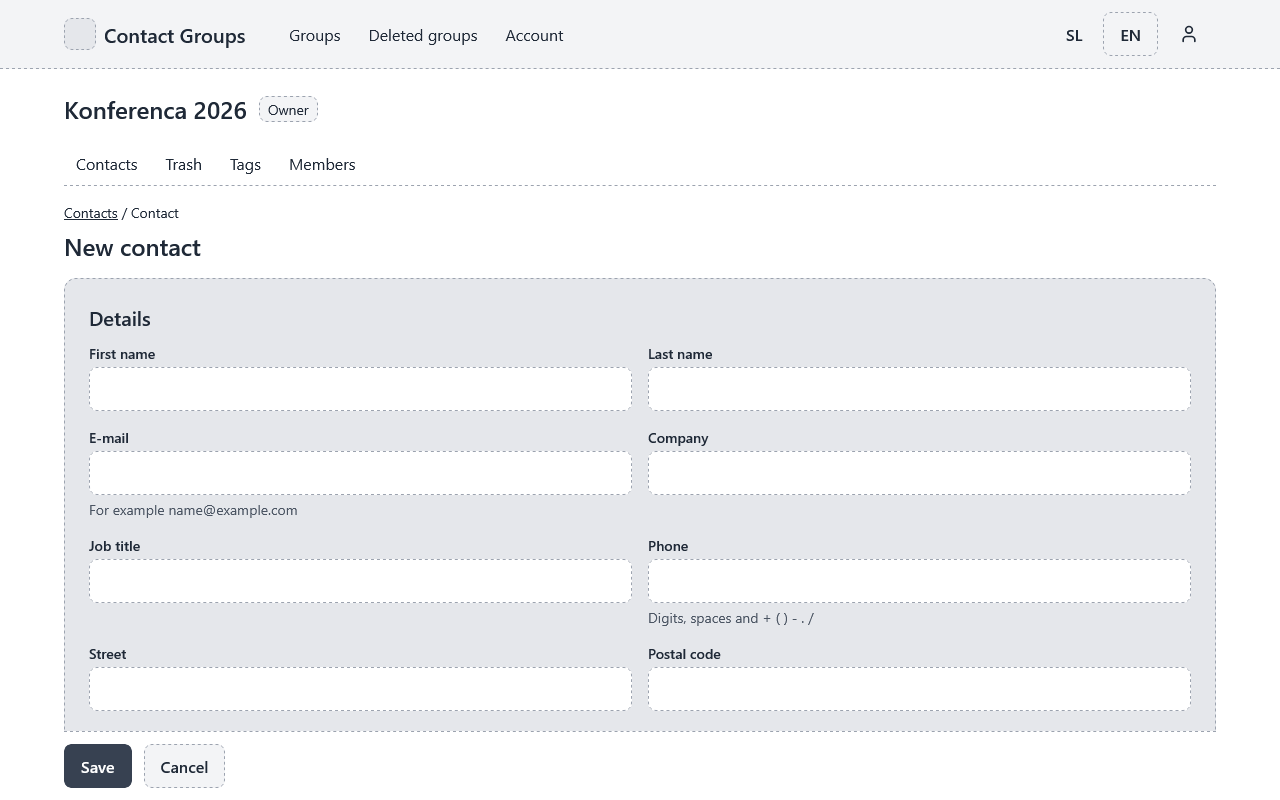 Contact Groups Groups Deleted groups Account SL EN
Konferenca 2026 Owner
Contacts Trash Tags Members
Contacts / Contact
New contact
Details
First name Last name
E-mail Company
For example name@example.com
Job title Phone
Digits, spaces and + ( ) - . /
Street Postal code
Save Cancel